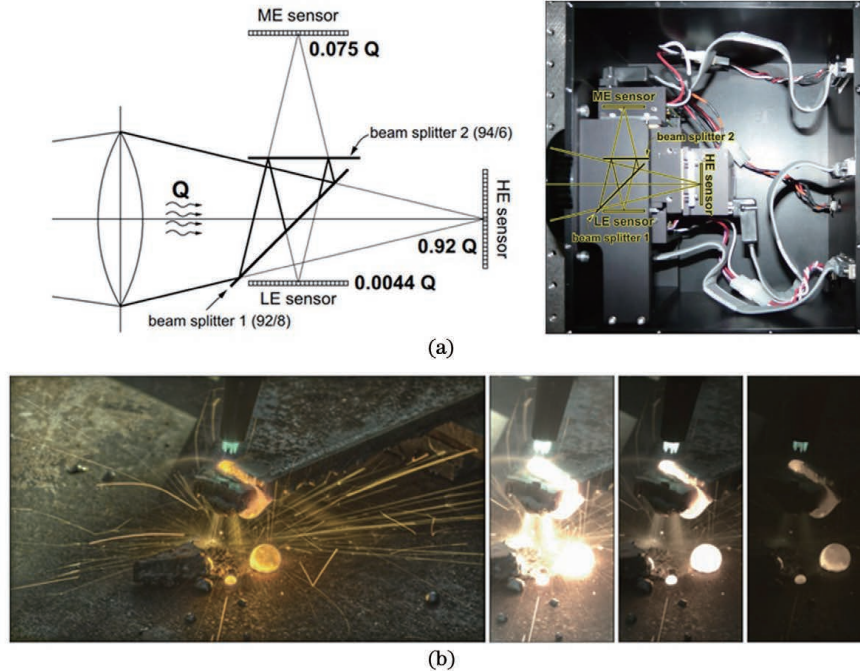 ME sensor
0.075 Q
beam splitter 2 (94/6)
Q
HE sensor
0.92 Q
LE sensor
0.0044 Q
beam splitter 1 (92/8)
ME sensor
beam splitter 2
HE sensor
LE sensor
beam splitter 1
(a)
(b)